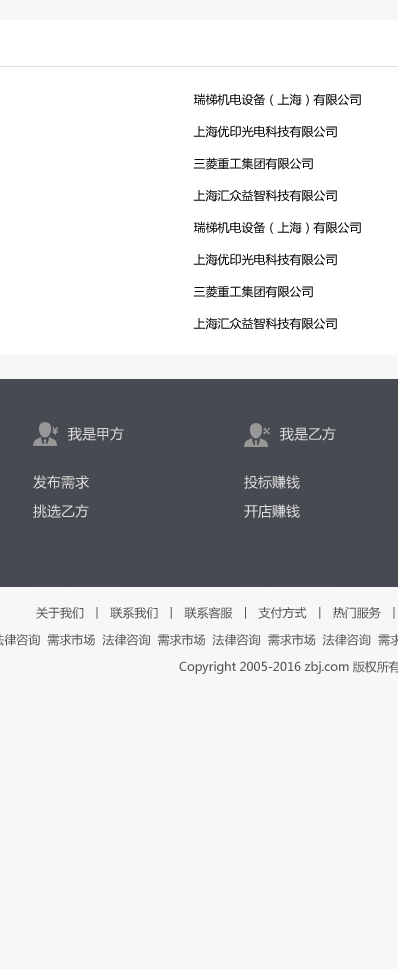 瑞梯机电设备（上海）有限公司
上海优印光电科技有限公司
三菱重工集团有限公司
上海汇众益智科技有限公司
瑞梯机电设备（上海）有限公司
上海优印光电科技有限公司
三菱重工集团有限公司
上海汇众益智科技有限公司
我是甲方 我是乙方
发布需求 投标赚钱
挑选乙方 开店赚钱
关于我们 | 联系我们 | 联系客服 | 支付方式 | 热门服务 |
法律咨询 需求市场 法律咨询 需求市场 法律咨询 需求市场 法律咨询 需求
Copyright 2005-2016 zbj.com 版权所有